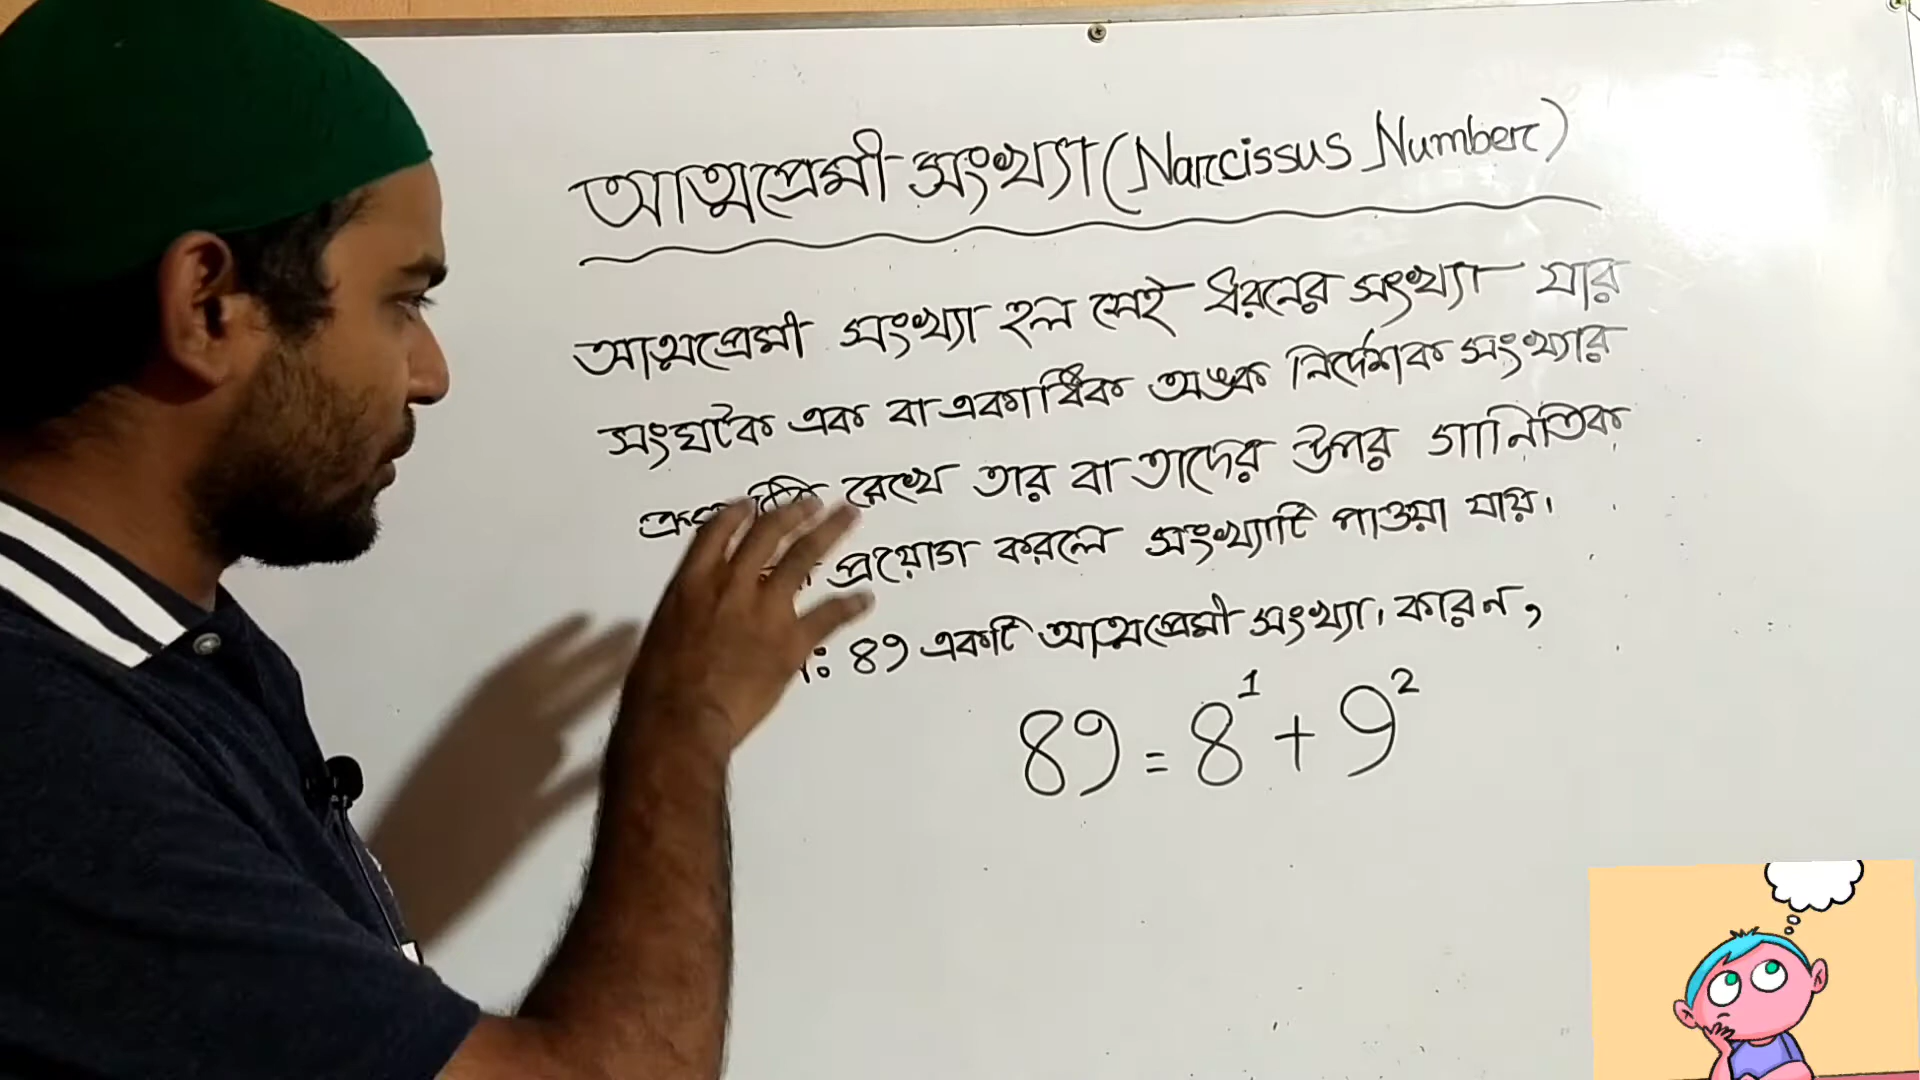 আত্মপ্রেমী সংখ্যা (Narcissus Number)
আত্মপ্রেমী সংখ্যা হল সেই ধরনের সংখ্যা যার
সংঘটক এক বা একাধিক অঙ্ক নির্দেশক সংখ্যার
রেখে তার বা তাদের উপর গানিতিক
প্রয়োগ করলে সংখ্যাটি পাওয়া যায়।
: 89 একটি আত্মপ্রেমী সংখ্যা। কারন,
89 = 8¹ + 9²